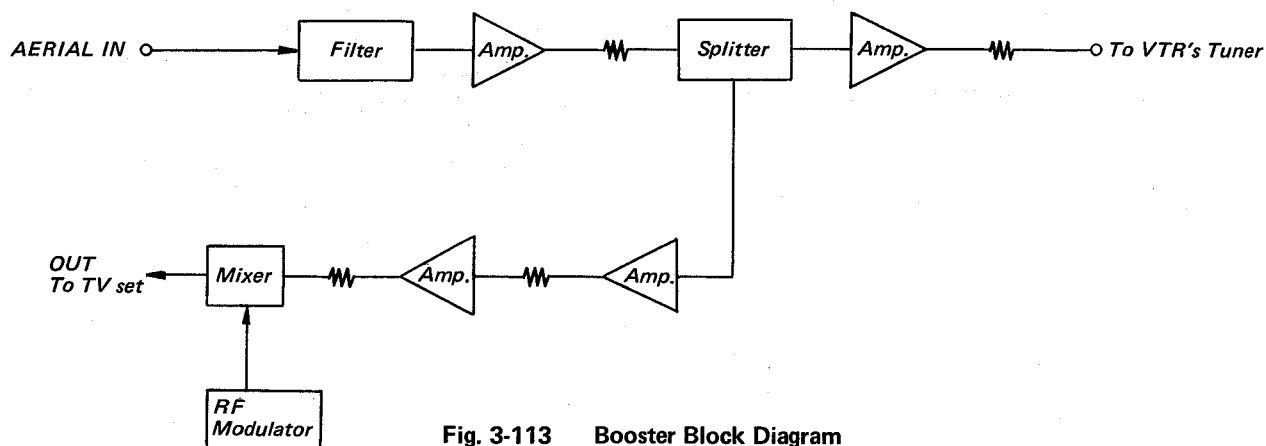 AERIAL IN
Filter
Amp.
Splitter
Amp.
To VTR's Tuner
OUT
To TV set
Mixer
Amp.
Amp.
RF
Modulator
Fig. 3-113 Booster Block Diagram